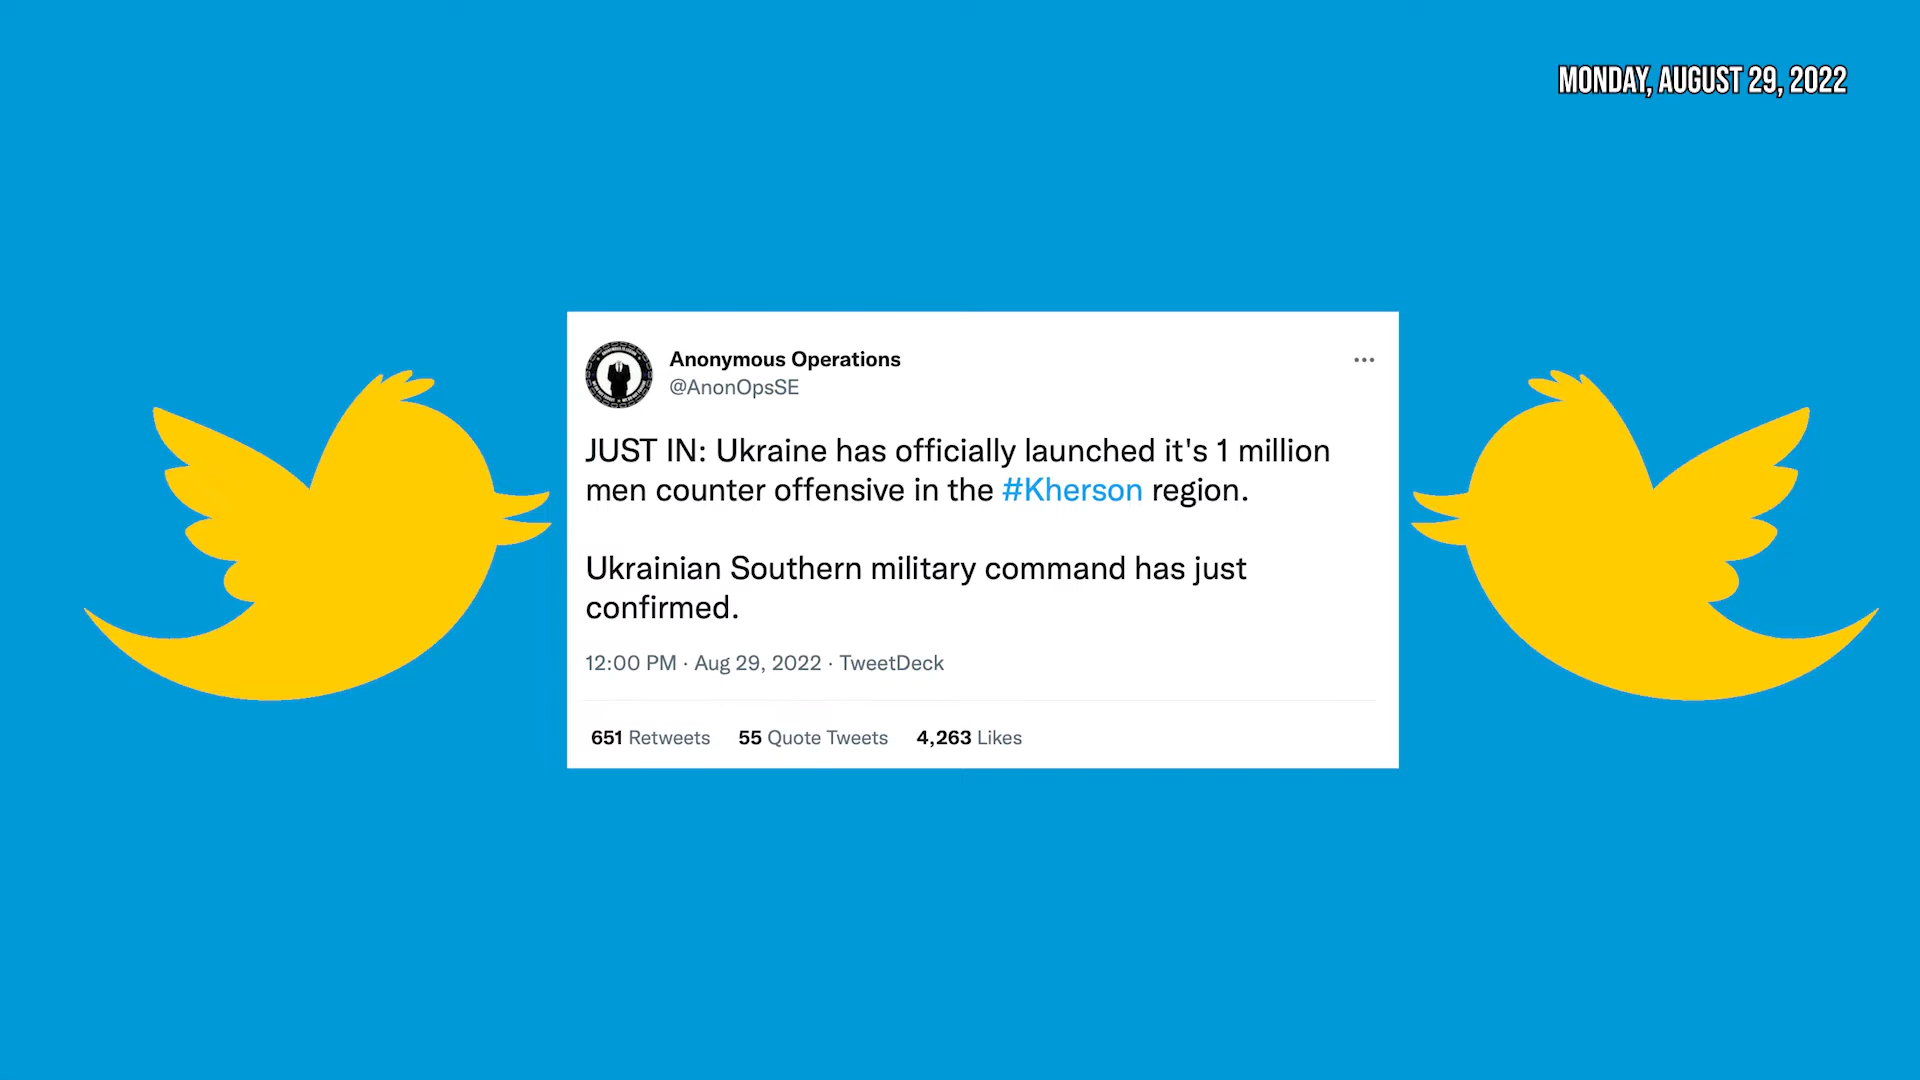 MONDAY, AUGUST 29, 2022
Anonymous Operations
@AnonOpsSE
JUST IN: Ukraine has officially launched it's 1 million
men counter offensive in the #Kherson region.
Ukrainian Southern military command has just
confirmed.
12:00 PM · Aug 29, 2022 · TweetDeck
651 Retweets 55 Quote Tweets 4,263 Likes